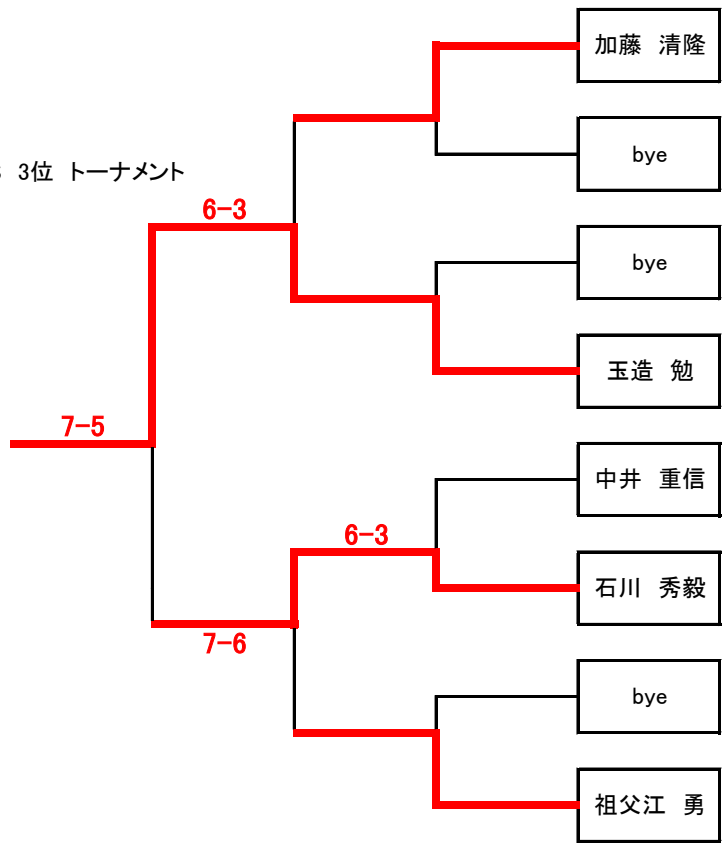 加藤 清隆
bye
3位 トーナメント
6-3
bye
玉造 勉
7-5
中井 重信
6-3
石川 秀毅
7-6
bye
祖父江 勇